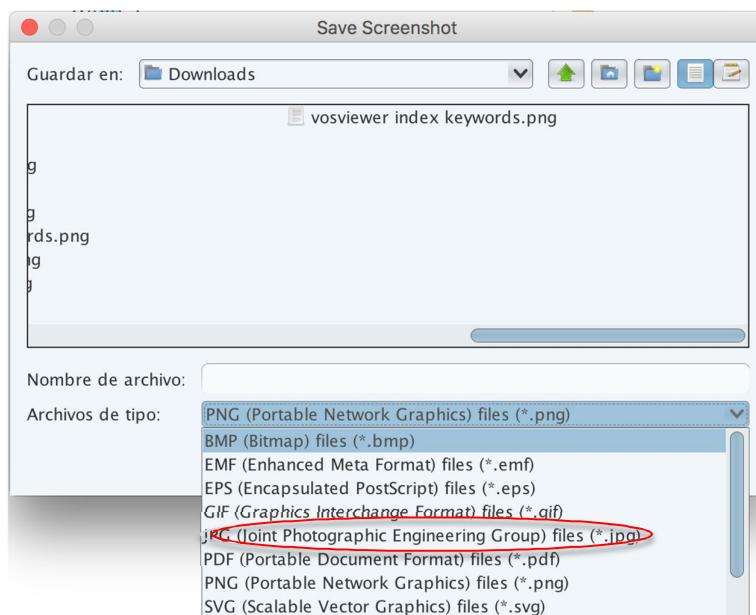 Save Screenshot
Guardar en: Downloads
vosviewer index keywords.png
g
g
rds.png
ng
g
Nombre de archivo:
Archivos de tipo: PNG (Portable Network Graphics) files (*.png)
BMP (Bitmap) files (*.bmp)
EMF (Enhanced Meta Format) files (*.emf)
EPS (Encapsulated PostScript) files (*.eps)
GIF (Graphics Interchange Format) files (*.gif)
JPG (Joint Photographic Engineering Group) files (*.jpg)
PDF (Portable Document Format) files (*.pdf)
PNG (Portable Network Graphics) files (*.png)
SVG (Scalable Vector Graphics) files (*.svg)